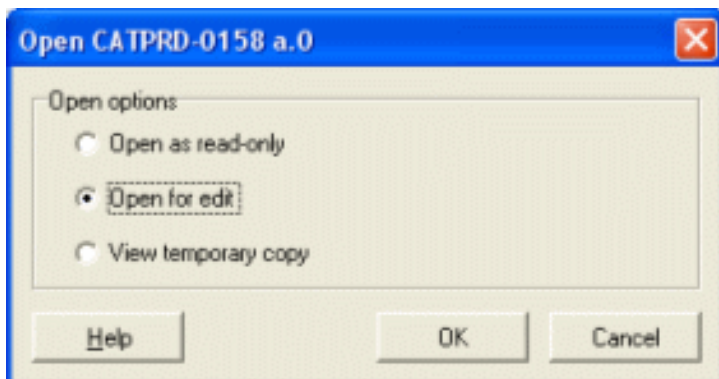 Open CATPRD-0158 a.0
Open options
Open as read-only
Open for edit
View temporary copy
Help OK Cancel